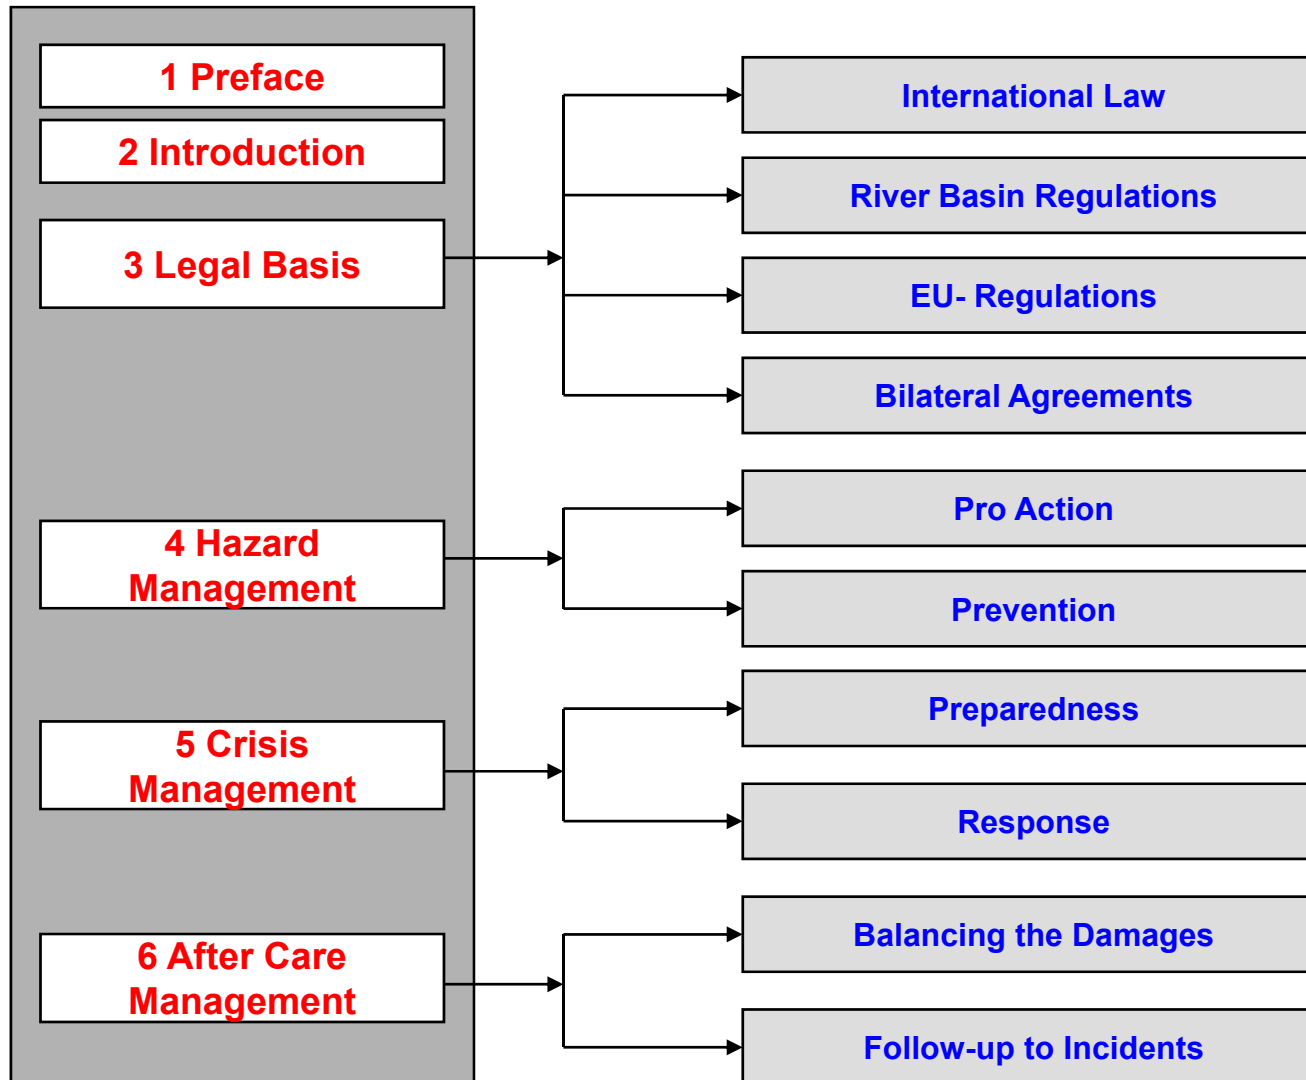 1 Preface
2 Introduction
3 Legal Basis
International Law
River Basin Regulations
EU- Regulations
Bilateral Agreements
4 Hazard
Management
Pro Action
Prevention
5 Crisis
Management
Preparedness
Response
6 After Care
Management
Balancing the Damages
Follow-up to Incidents